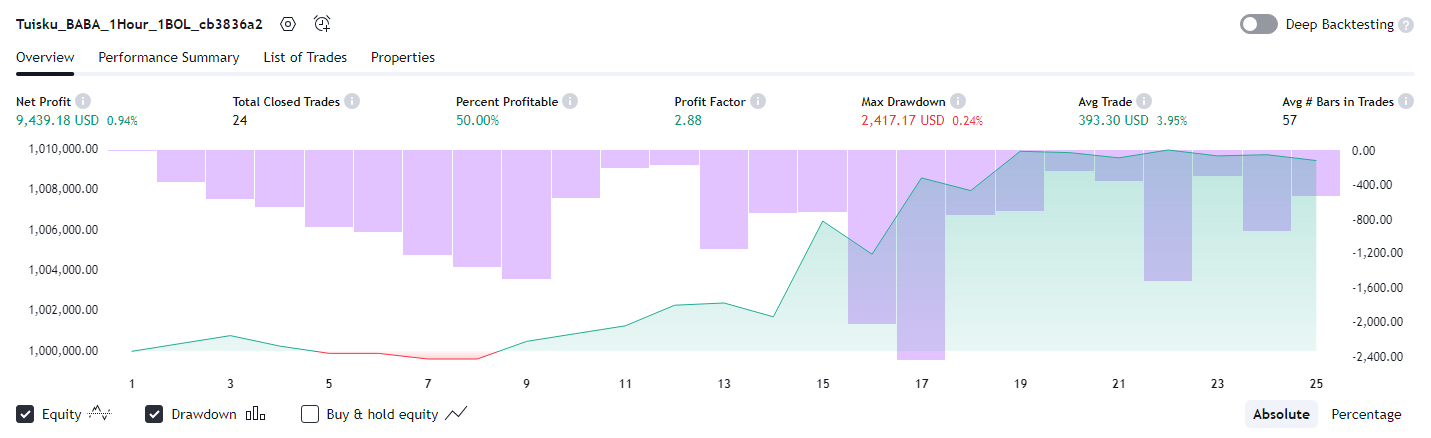 Tuisku_BABA_1Hour_1BOL_cb3836a2
Deep Backtesting ?
Overview Performance Summary List of Trades Properties
Net Profit i Total Closed Trades i Percent Profitable i Profit Factor i Max Drawdown i Avg Trade i Avg # Bars in Trades i
9,439.18 USD 0.94% 24 50.00% 2.88 2,417.17 USD 0.24% 393.30 USD 3.95% 57
1,010,000.00 0.00
1,008,000.00 -400.00
1,006,000.00 -800.00
1,004,000.00 -1,200.00
1,002,000.00 -1,600.00
1,000,000.00 -2,000.00
-2,400.00
1 3 5 7 9 11 13 15 17 19 21 23 25
Equity Drawdown Buy & hold equity Absolute Percentage